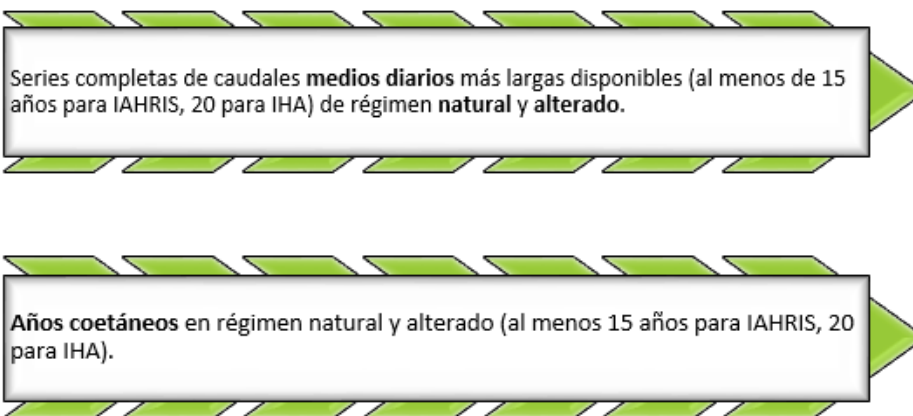 Series completas de caudales medios diarios más largas disponibles (al menos de 15
años para IAHRIS, 20 para IHA) de régimen natural y alterado.
Años coetáneos en régimen natural y alterado (al menos 15 años para IAHRIS, 20
para IHA).